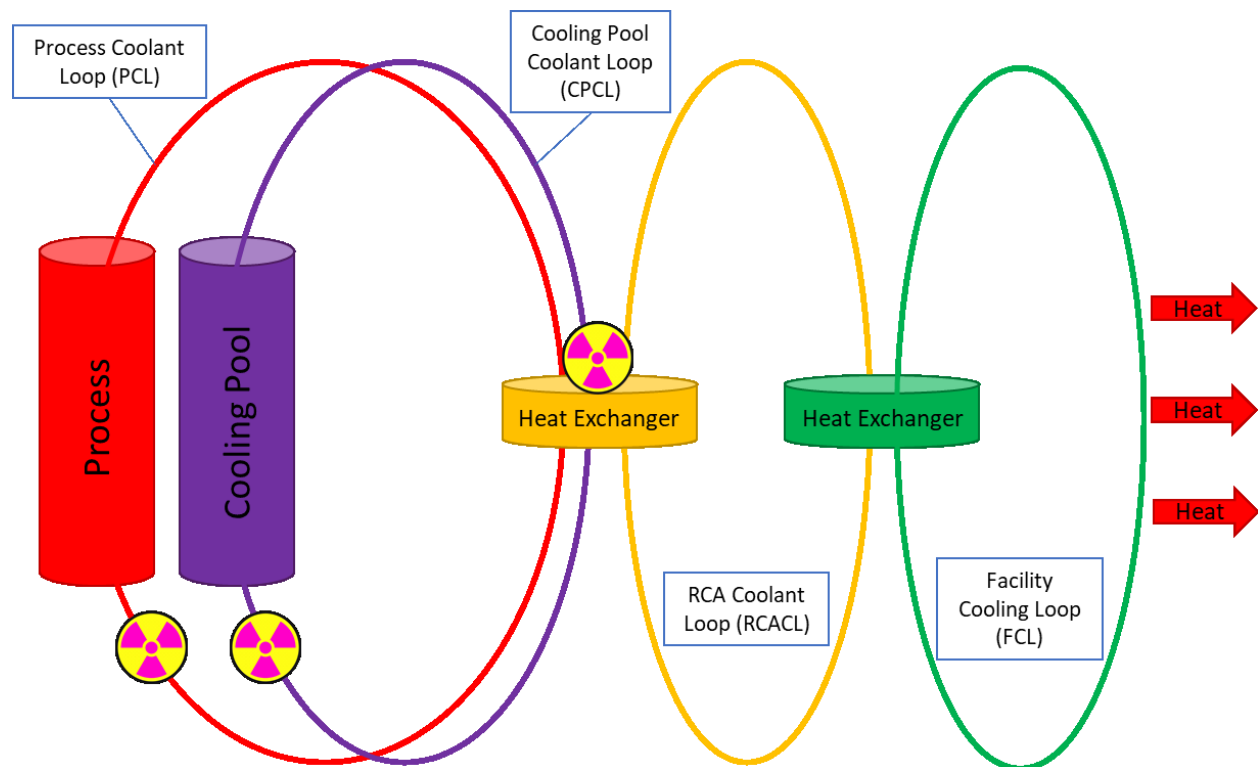 Process Coolant
Loop (PCL)
Cooling Pool
Coolant Loop
(CPCL)
Process
Cooling Pool
Heat Exchanger
Heat Exchanger
Heat
Heat
Heat
RCA Coolant
Loop (RCACL)
Facility
Cooling Loop
(FCL)